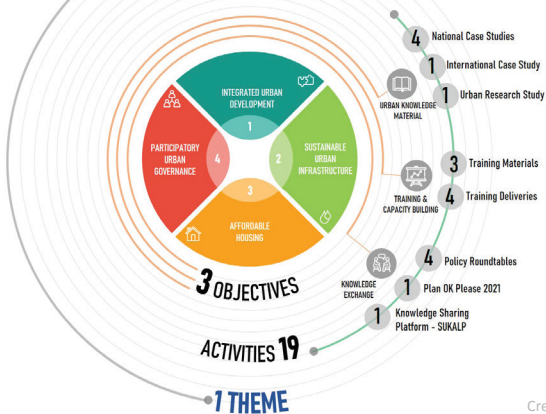 4 National Case Studies
1 International Case Study
1 Urban Research Study
URBAN KNOWLEDGE
MATERIAL
3 Training Materials
4 Training Deliveries
TRAINING &
CAPACITY BUILDING
4 Policy Roundtables
1 Plan OK Please 2021
1 Knowledge Sharing
Platform - SUKALP
KNOWLEDGE
EXCHANGE
INTEGRATED URBAN
DEVELOPMENT
1
SUSTAINABLE
URBAN
INFRASTRUCTURE
2
AFFORDABLE
HOUSING
3
PARTICIPATORY
URBAN
GOVERNANCE
4
3 OBJECTIVES
ACTIVITIES 19
1 THEME
Cre